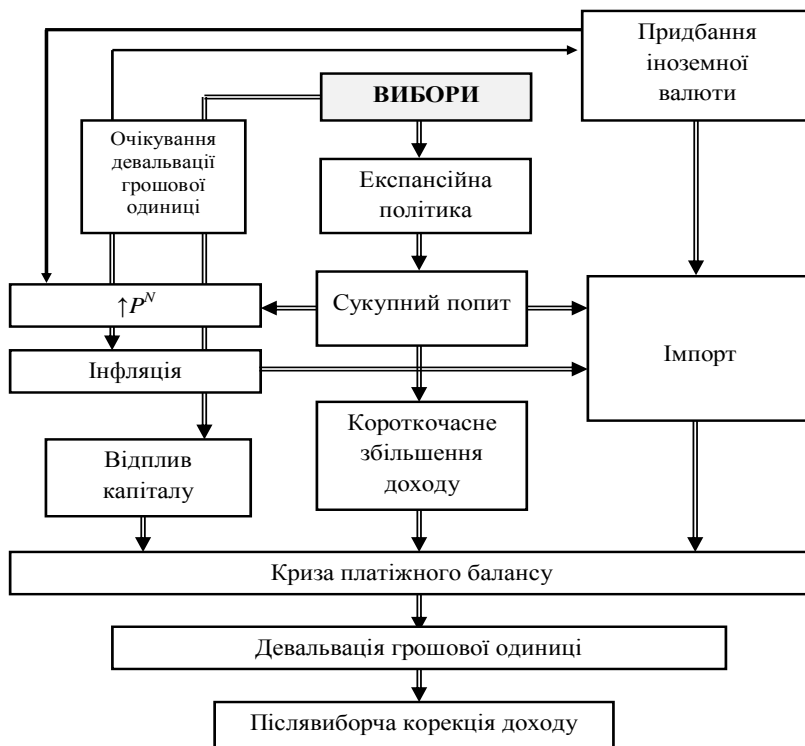 Придбання
іноземної
валюти
ВИБОРИ
Очікування
девальвації
грошової
одиниці
Експансійна
політика
↑P^N
Сукупний попит
Імпорт
Інфляція
Короткочасне
збільшення
доходу
Відплив
капіталу
Криза платіжного балансу
Девальвація грошової одиниці
Післявиборча корекція доходу